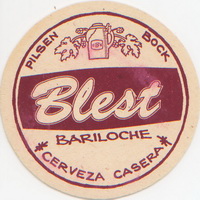 PILSEN BOCK
Blest
BARILOCHE
CERVEZA CASERA